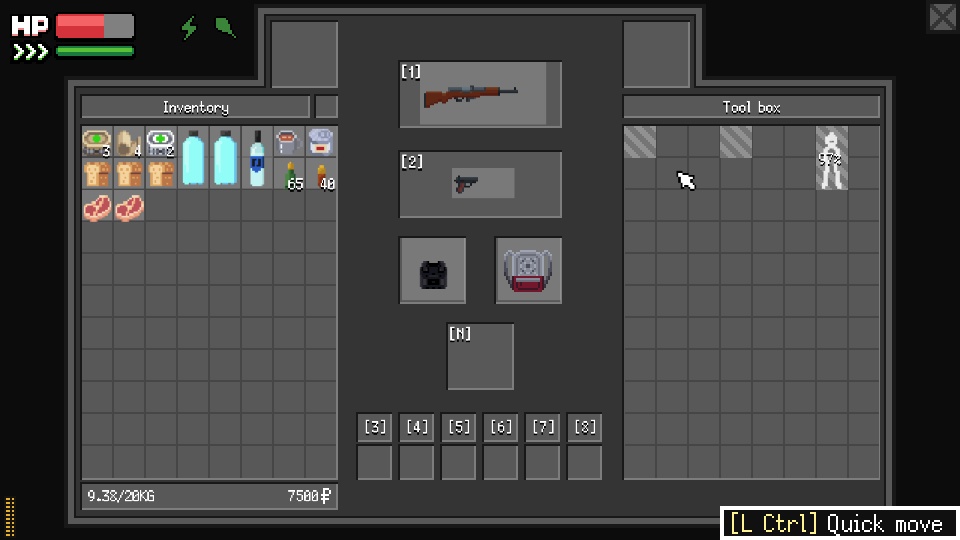 HP
>>>
[1]
Inventory
Tool box
3
4
2
97%
[2]
65
40
[N]
[3] [4] [5] [6] [7] [8]
9.38/20KG
7500₽
[L Ctrl] Quick move